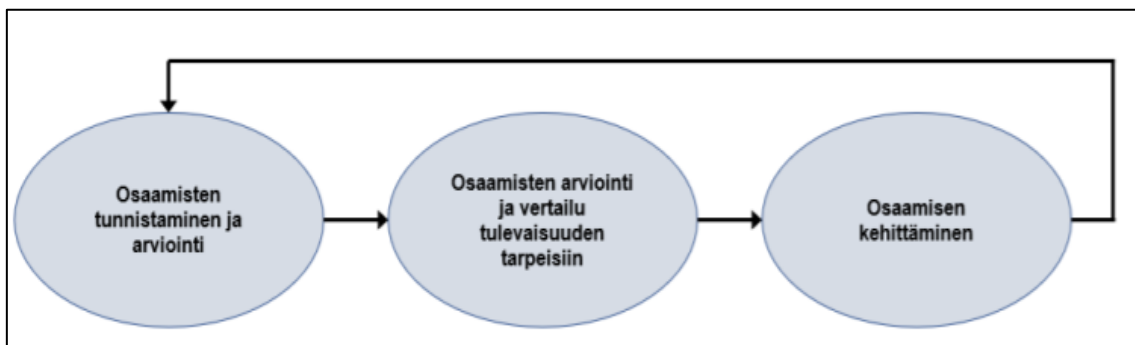 Osaamisten
tunnistaminen ja
arviointi
Osaamisten arviointi
ja vertailu
tulevaisuuden
tarpeisiin
Osaamisen
kehittäminen